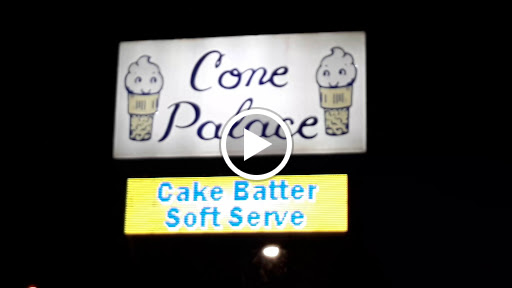 Cone
Palace
Cake Batter
Soft Serve